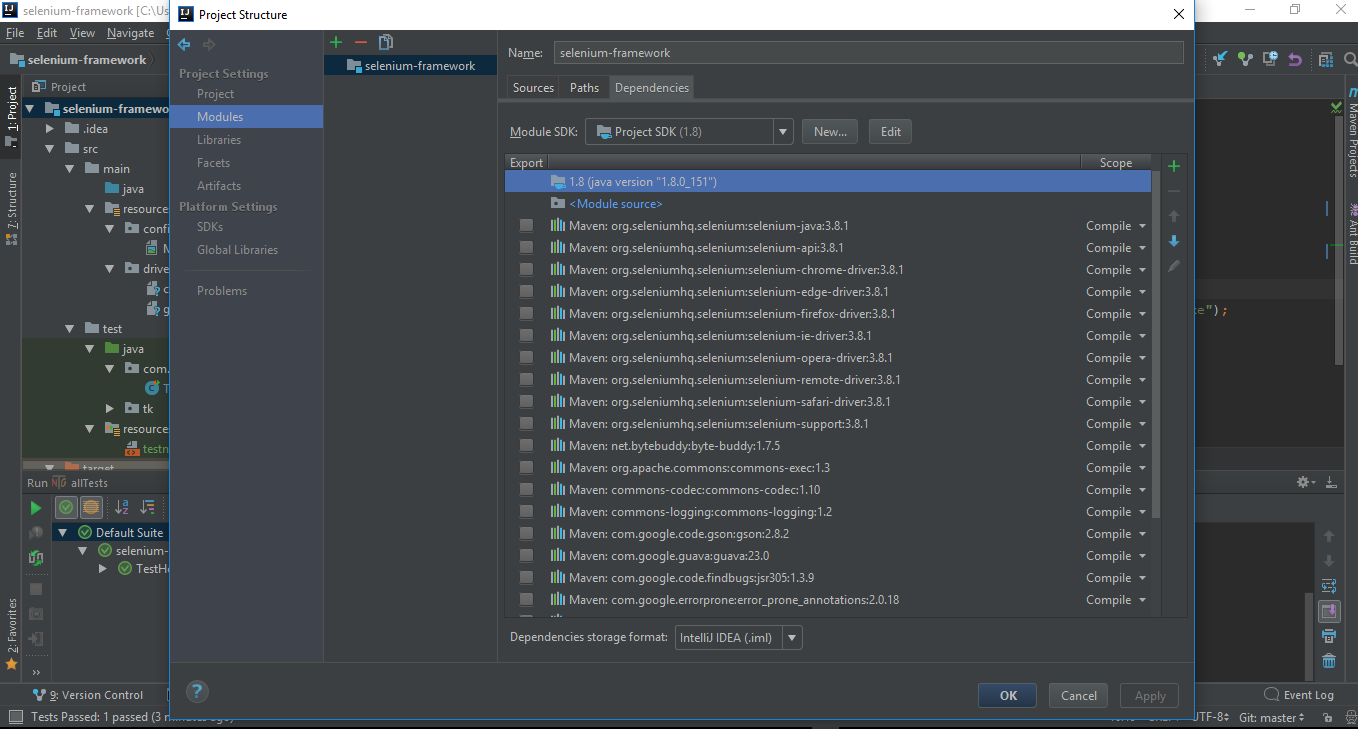 selenium-framework [C:\Us
Project Structure
File Edit View Navigate
selenium-framework
1: Project
7: Structure
2: Favorites
Project
selenium-framewo
.idea
src
main
java
resource
confi
drive
test
java
com.
tk
resource
testn
target
Run allTests
Default Suite
selenium-
TestHo
9: Version Control
Tests Passed: 1 passed (3 minutes ago)
Project Settings
Project
Modules
Libraries
Facets
Artifacts
Platform Settings
SDKs
Global Libraries
Problems
selenium-framework
Name: selenium-framework
Sources Paths Dependencies
Module SDK: Project SDK (1.8) New... Edit
Export Scope
1.8 (java version "1.8.0_151")
<Module source>
Maven: org.seleniumhq.selenium:selenium-java:3.8.1 Compile
Maven: org.seleniumhq.selenium:selenium-api:3.8.1 Compile
Maven: org.seleniumhq.selenium:selenium-chrome-driver:3.8.1 Compile
Maven: org.seleniumhq.selenium:selenium-edge-driver:3.8.1 Compile
Maven: org.seleniumhq.selenium:selenium-firefox-driver:3.8.1 Compile
Maven: org.seleniumhq.selenium:selenium-ie-driver:3.8.1 Compile
Maven: org.seleniumhq.selenium:selenium-opera-driver:3.8.1 Compile
Maven: org.seleniumhq.selenium:selenium-remote-driver:3.8.1 Compile
Maven: org.seleniumhq.selenium:selenium-safari-driver:3.8.1 Compile
Maven: org.seleniumhq.selenium:selenium-support:3.8.1 Compile
Maven: net.bytebuddy:byte-buddy:1.7.5 Compile
Maven: org.apache.commons:commons-exec:1.3 Compile
Maven: commons-codec:commons-codec:1.10 Compile
Maven: commons-logging:commons-logging:1.2 Compile
Maven: com.google.code.gson:gson:2.8.2 Compile
Maven: com.google.guava:guava:23.0 Compile
Maven: com.google.code.findbugs:jsr305:1.3.9 Compile
Maven: com.google.errorprone:error_prone_annotations:2.0.18 Compile
Dependencies storage format: IntelliJ IDEA (.iml)
OK Cancel Apply
e");
Maven Projects
Ant Build
Event Log
UTF-8 Git: master